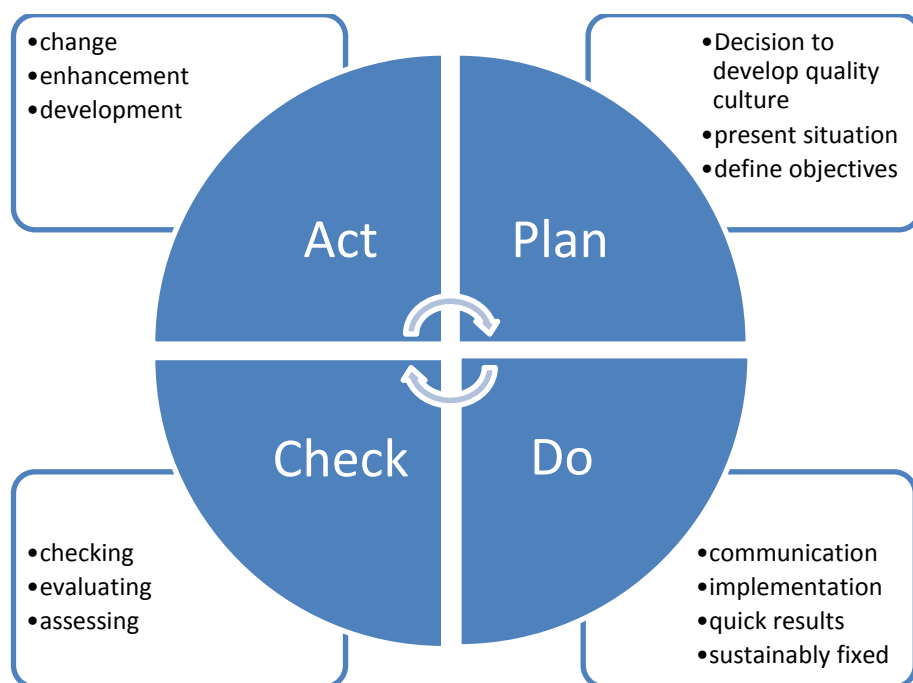 •change
•enhancement
•development
•Decision to
develop quality
culture
•present situation
•define objectives
Act
Plan
Check
Do
•checking
•evaluating
•assessing
•communication
•implementation
•quick results
•sustainably fixed